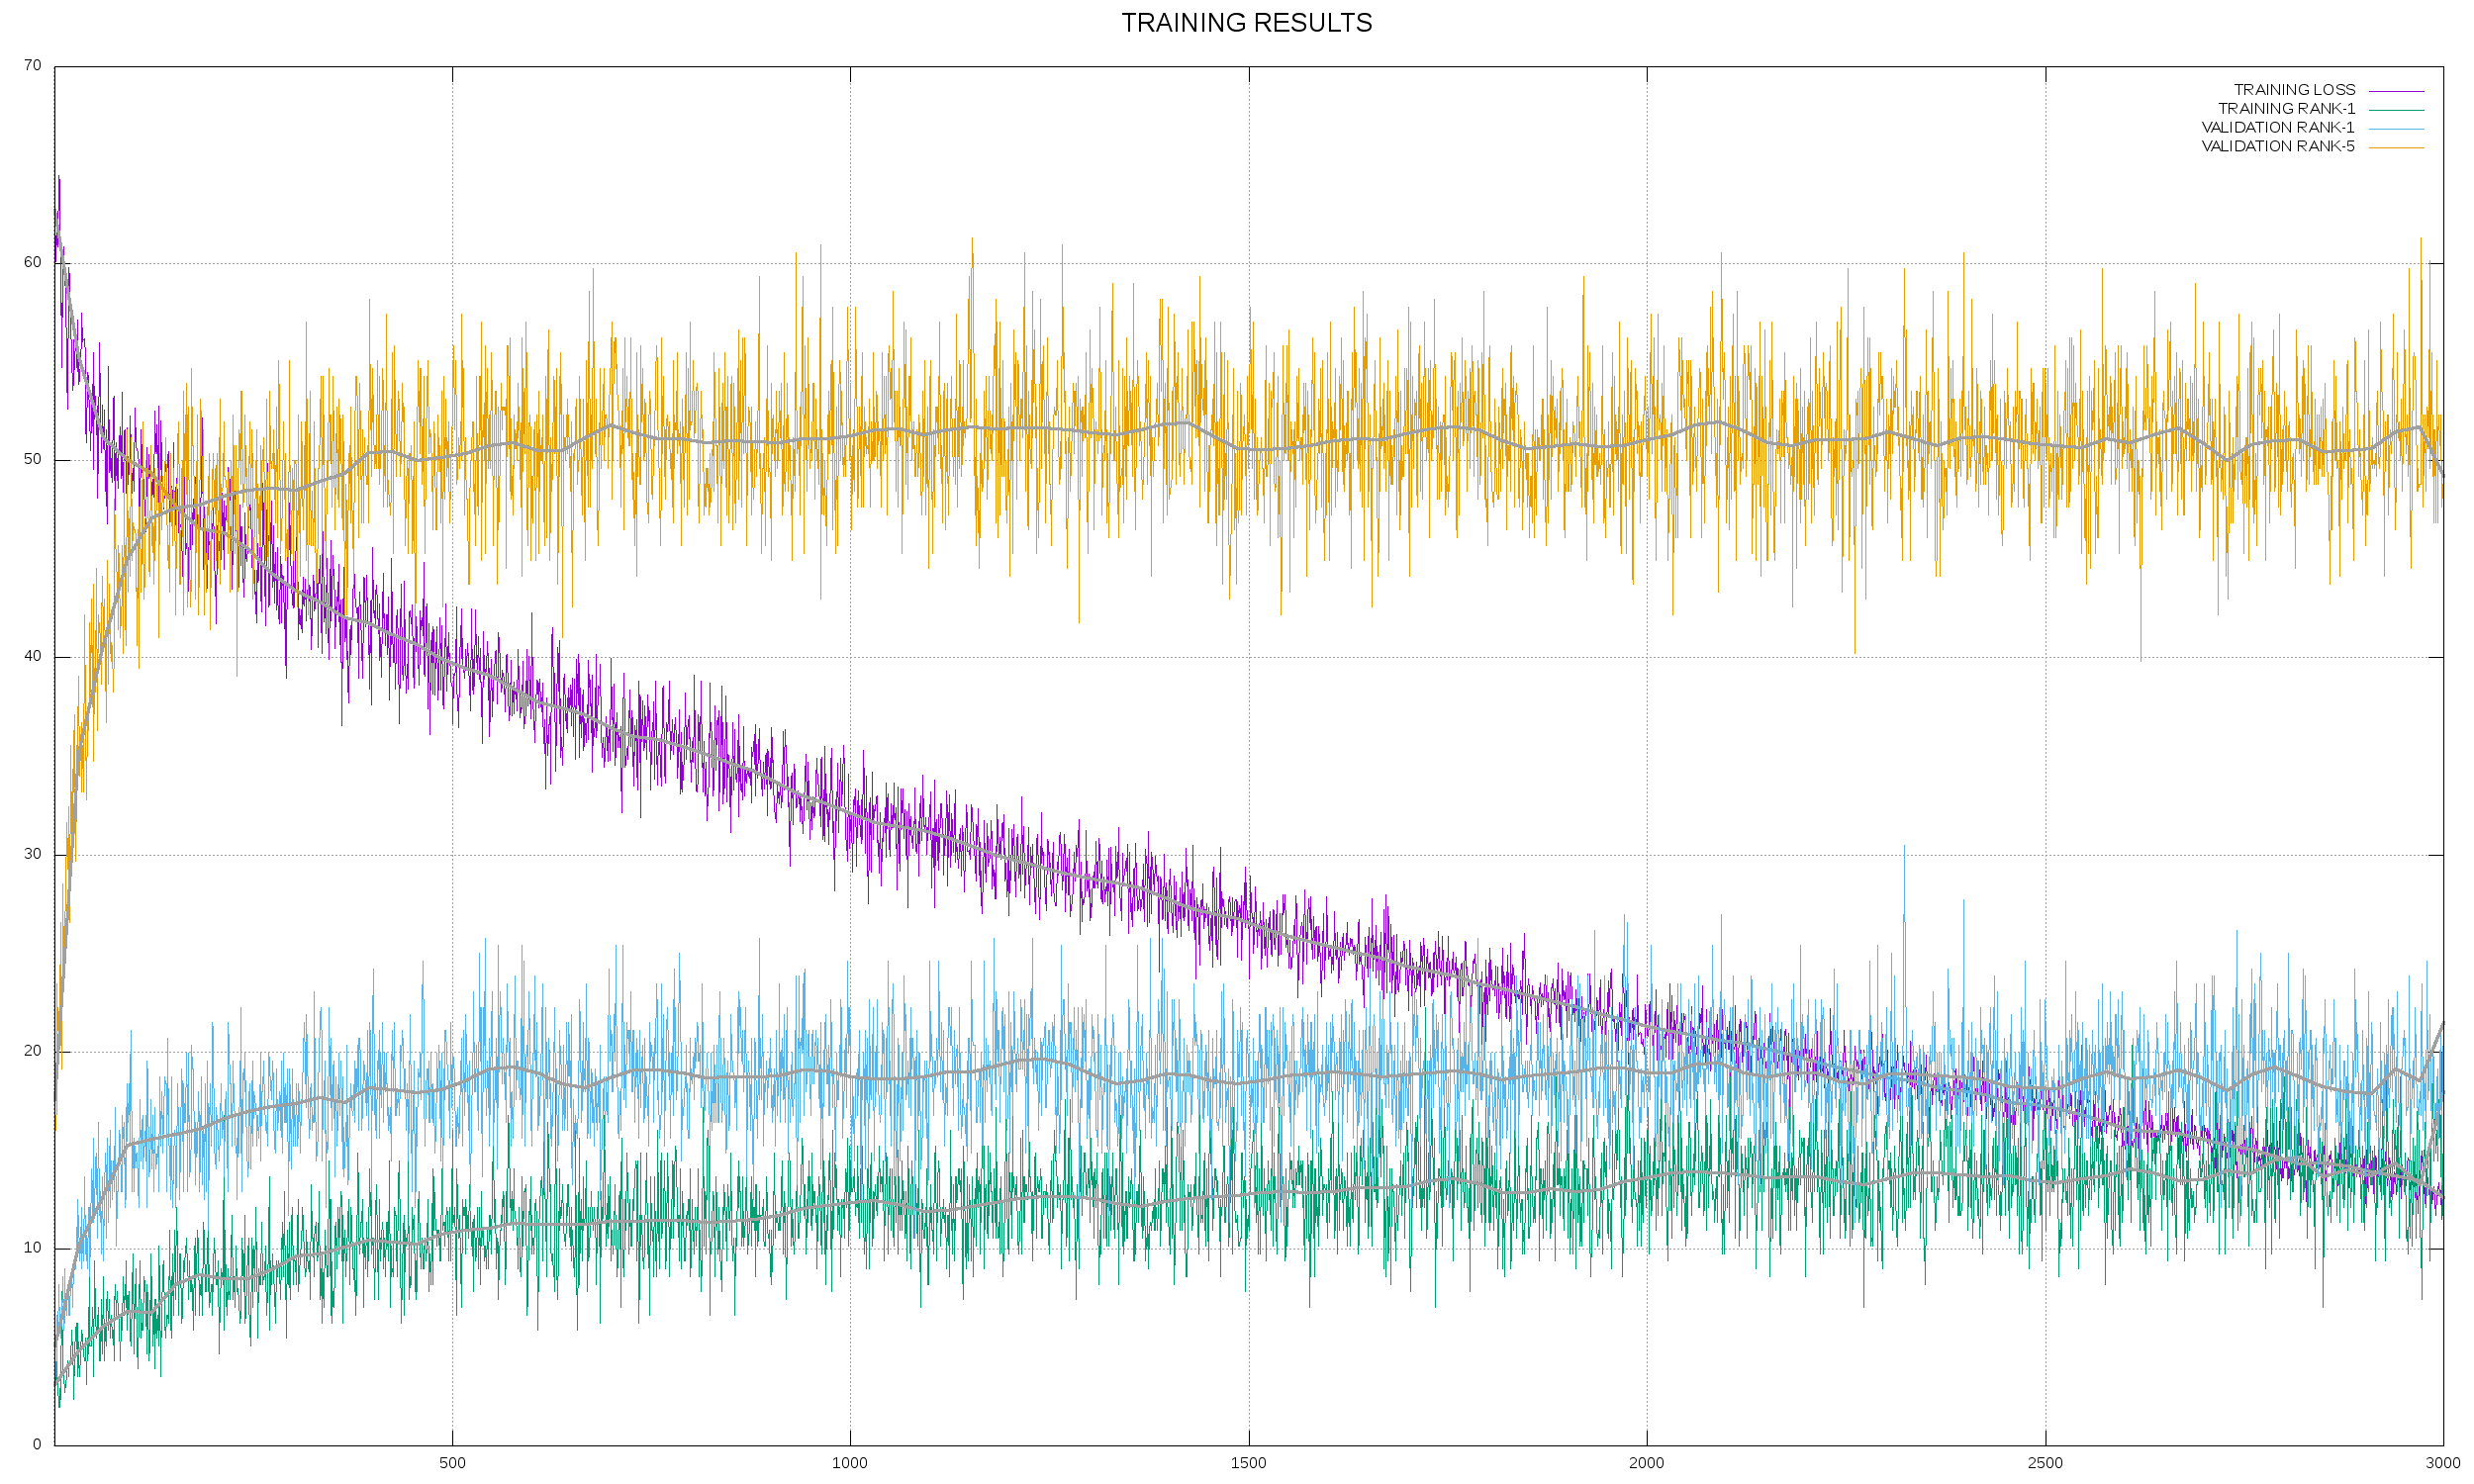 TRAINING RESULTS
70
TRAINING LOSS
TRAINING RANK-1
VALIDATION RANK-1
VALIDATION RANK-5
60
50
40
30
20
10
0
500 1000 1500 2000 2500 3000